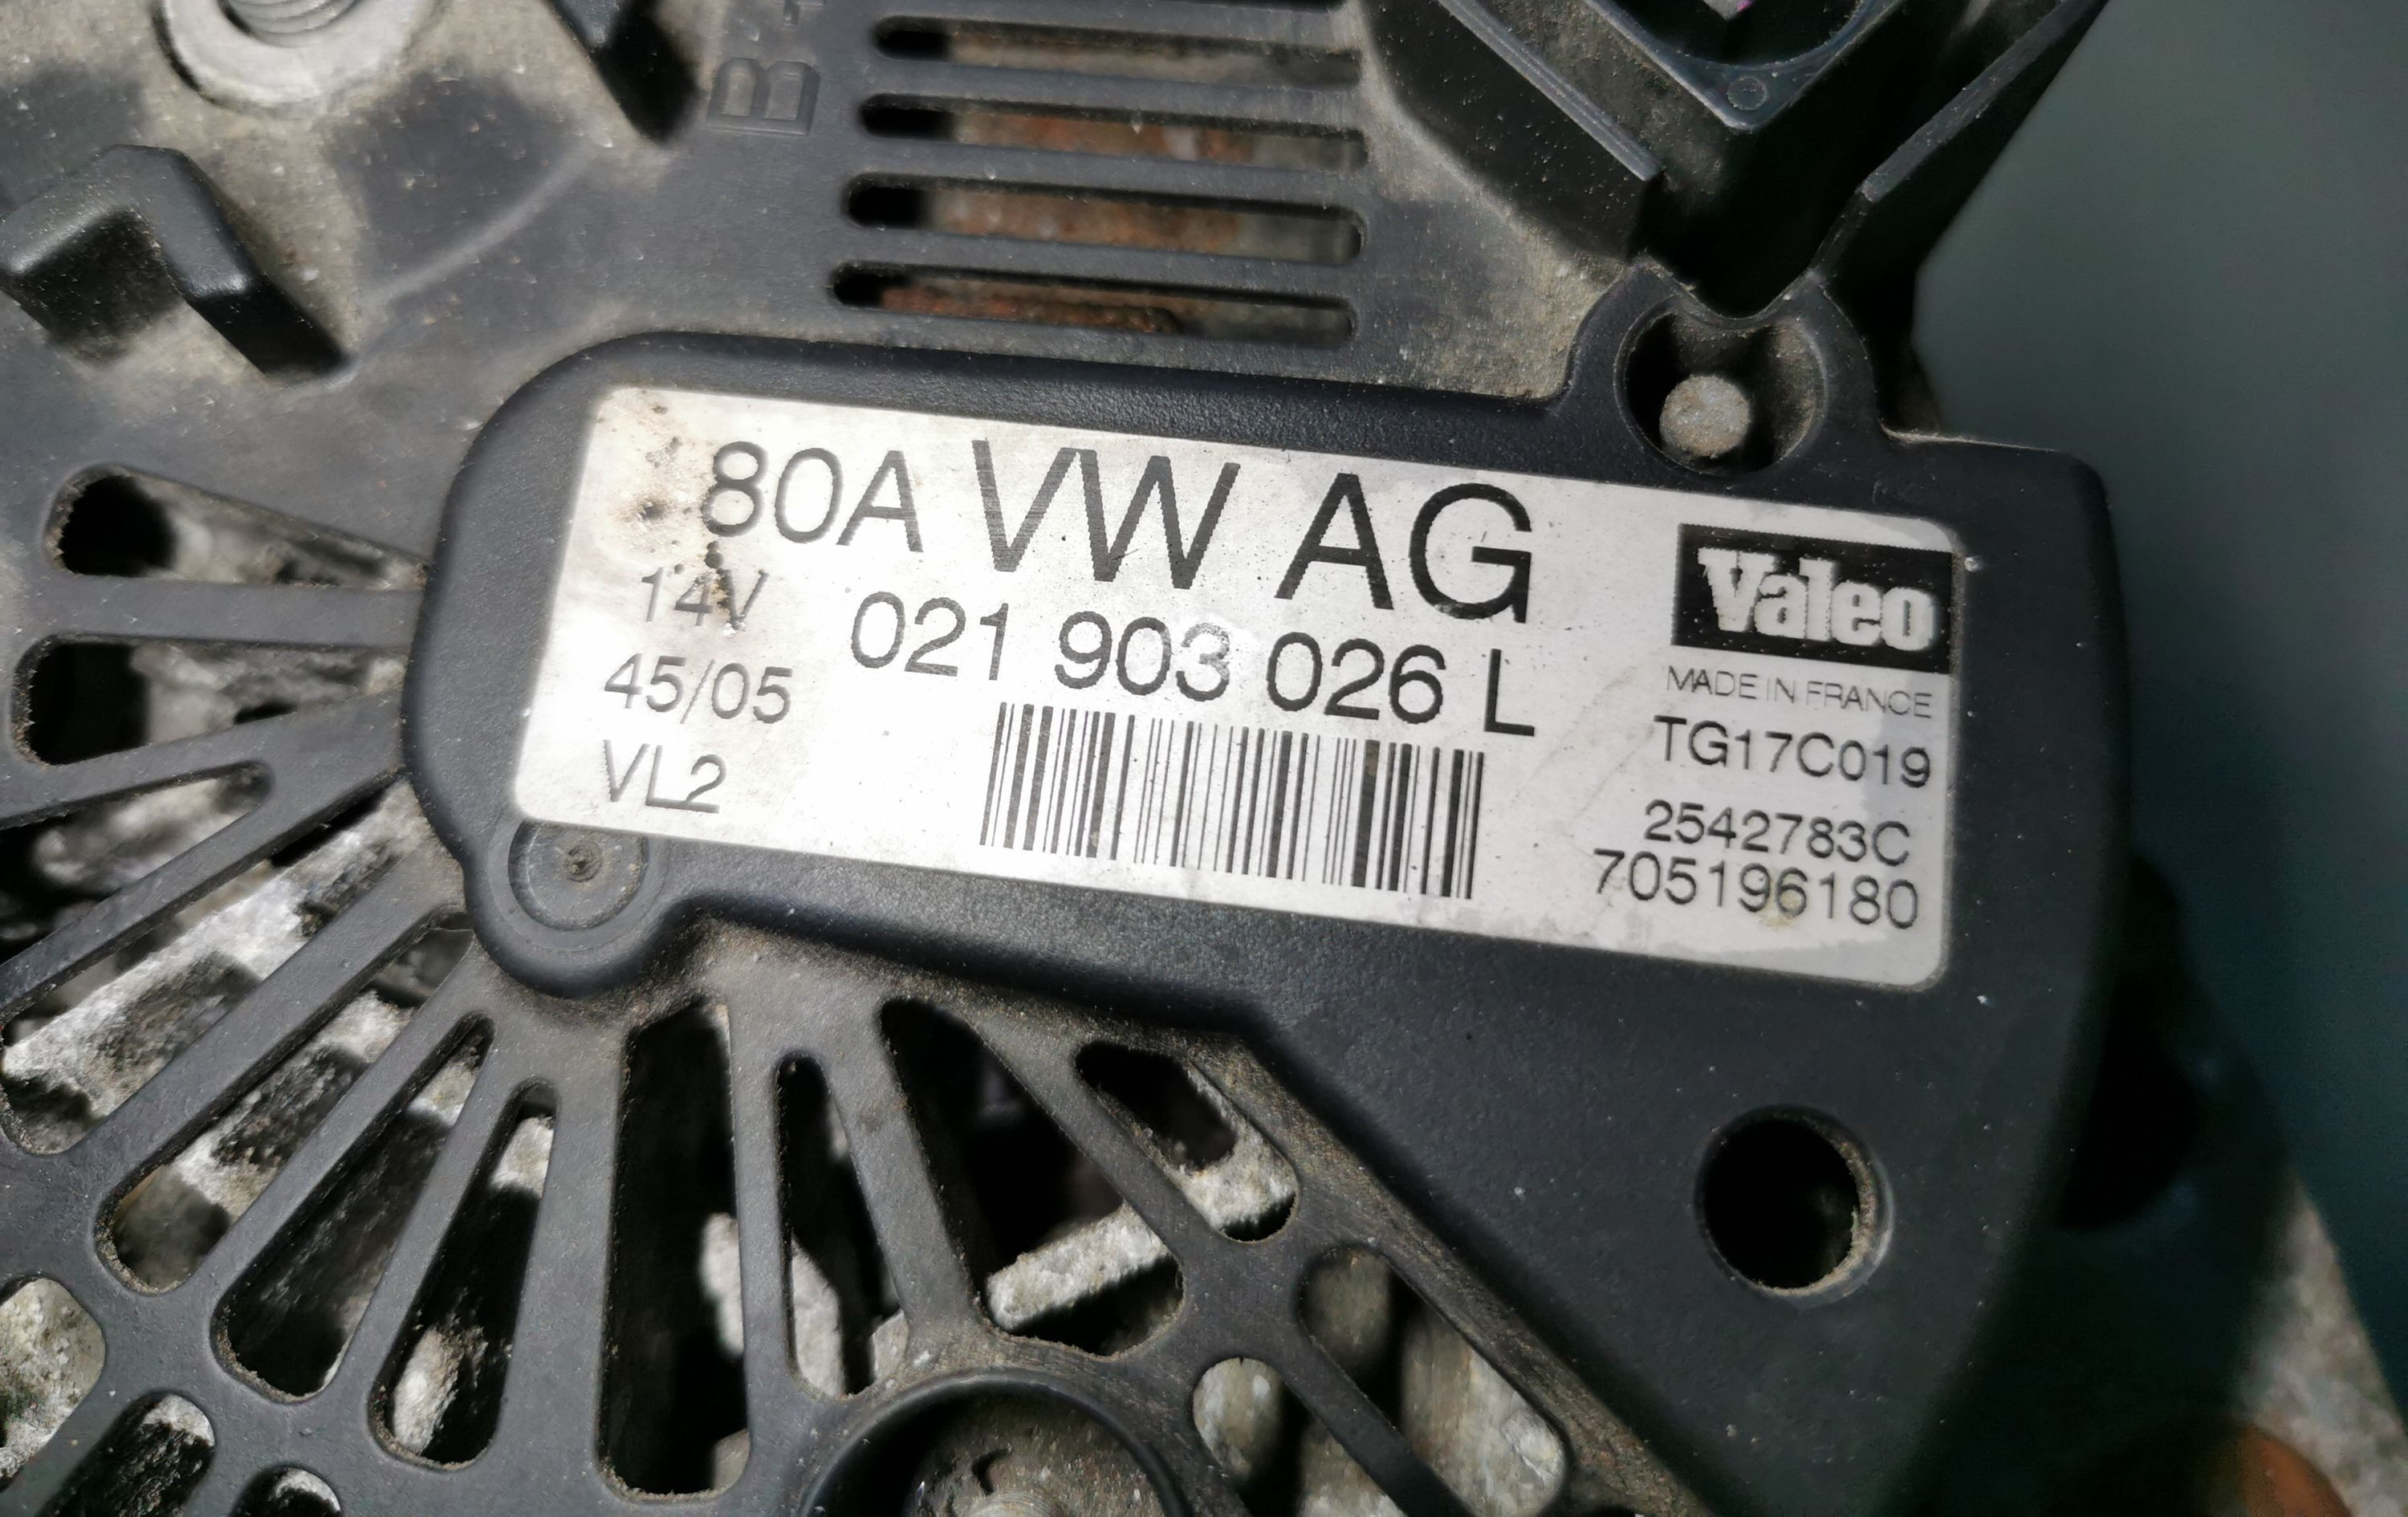 B+
80A VW AG
14V
021 903 026 L
45/05
VL2
Valeo
MADE IN FRANCE
TG17C019
2542783C
705196180